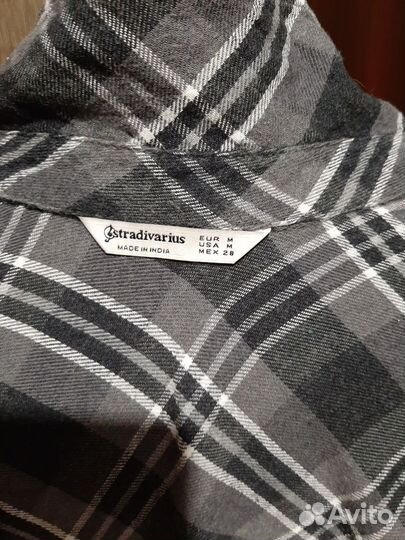 stradivarius
MADE IN INDIA
EUR M
USA M
MEX 28
Avito